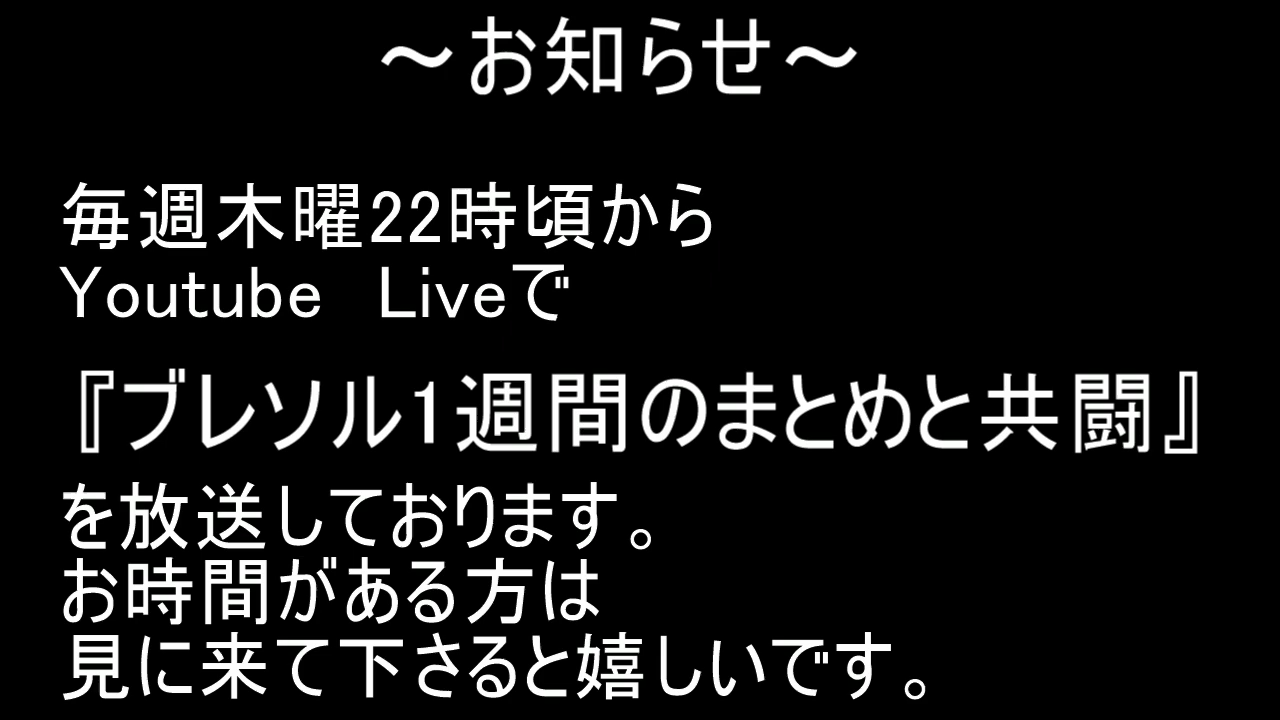 ～お知らせ～
毎週木曜22時頃から
Youtube　Liveで
『ブレソル1週間のまとめと共闘』
を放送しております。
お時間がある方は
見に来て下さると嬉しいです。